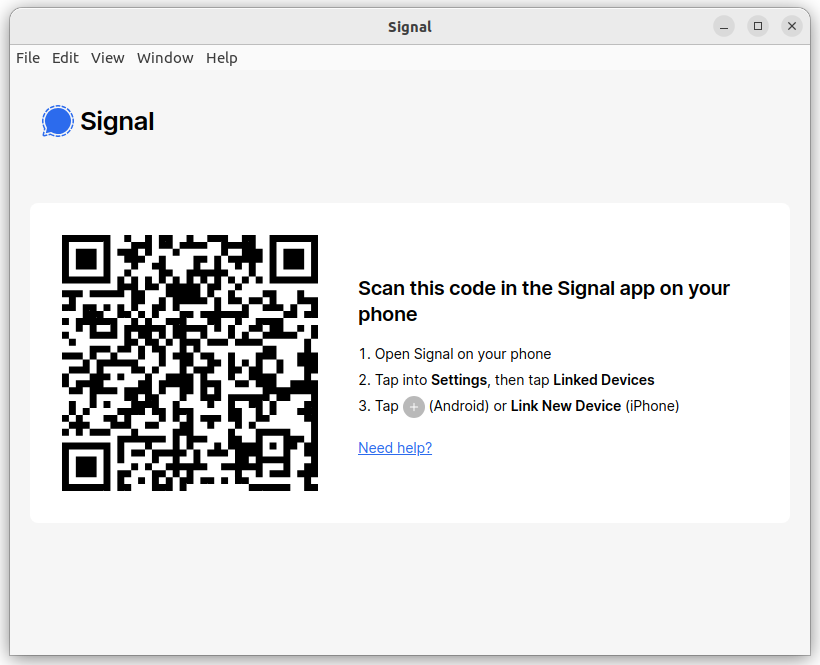 Signal
File Edit View Window Help
Signal
Scan this code in the Signal app on your
phone
1. Open Signal on your phone
2. Tap into Settings, then tap Linked Devices
3. Tap + (Android) or Link New Device (iPhone)
Need help?